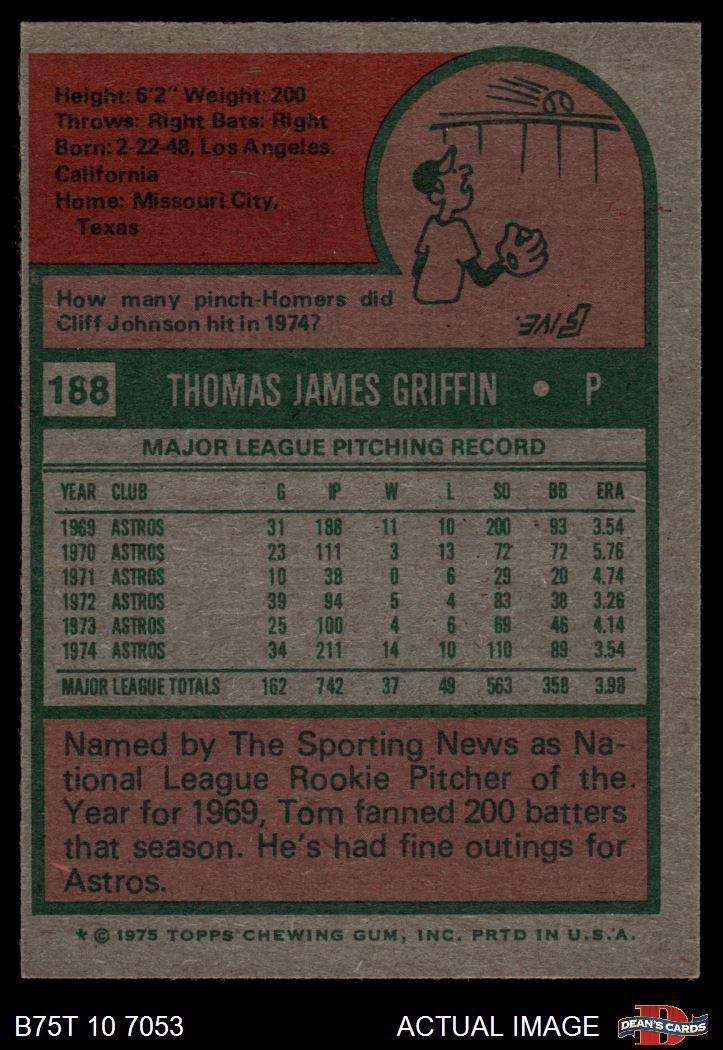 Height: 6'2" Weight: 200
Throws: Right Bats: Right
Born: 2-22-48, Los Angeles,
California
Home: Missouri City,
Texas
How many pinch-Homers did
Cliff Johnson hit in 1974?
FIVE.
188 THOMAS JAMES GRIFFIN • P
MAJOR LEAGUE PITCHING RECORD
YEAR CLUB G IP W L SO BB ERA
1969 ASTROS 31 188 11 10 200 93 3.54
1970 ASTROS 23 111 3 13 72 72 5.76
1971 ASTROS 10 38 0 6 29 20 4.74
1972 ASTROS 39 94 5 4 83 38 3.26
1973 ASTROS 25 100 4 6 69 46 4.14
1974 ASTROS 34 211 14 10 110 89 3.54
MAJOR LEAGUE TOTALS 162 742 37 49 563 358 3.98
Named by The Sporting News as Na-
tional League Rookie Pitcher of the
Year for 1969, Tom fanned 200 batters
that season. He's had fine outings for
Astros.
* © 1975 TOPPS CHEWING GUM, INC. PRTD IN U.S.A.
B75T 10 7053 ACTUAL IMAGE DEAN'S CARDS